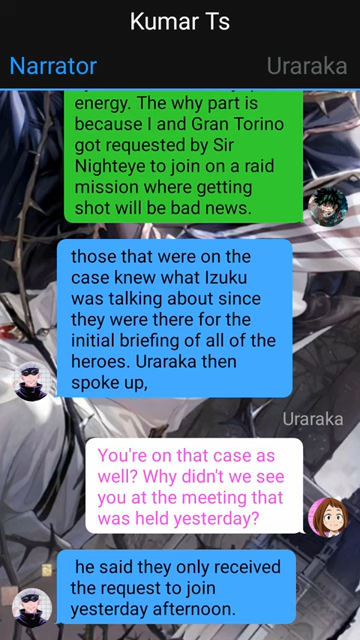 Kumar Ts
Narrator
Uraraka
energy. The why part is
because I and Gran Torino
got requested by Sir
Nighteye to join on a raid
mission where getting
shot will be bad news.
those that were on the
case knew what Izuku
was talking about since
they were there for the
initial briefing of all of the
heroes. Uraraka then
spoke up,
Uraraka
You're on that case as
well? Why didn't we see
you at the meeting that
was held yesterday?
he said they only received
the request to join
yesterday afternoon.